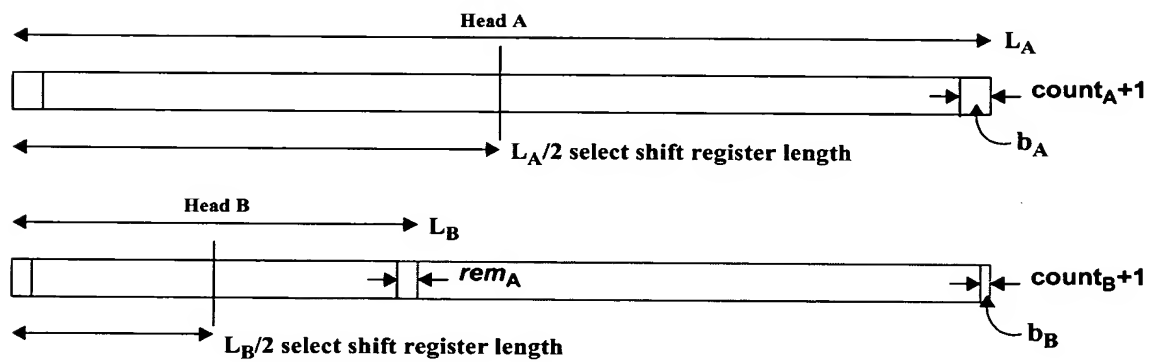 Head A
L_A
count_A+1
b_A
L_A/2 select shift register length
Head B
L_B
rem_A
count_B+1
b_B
L_B/2 select shift register length